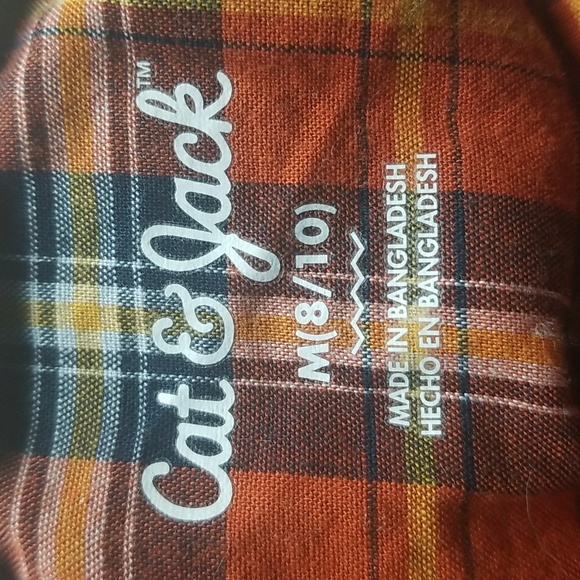 Cat & Jack™
M(8/10)
MADE IN BANGLADESH
HECHO EN BANGLADESH